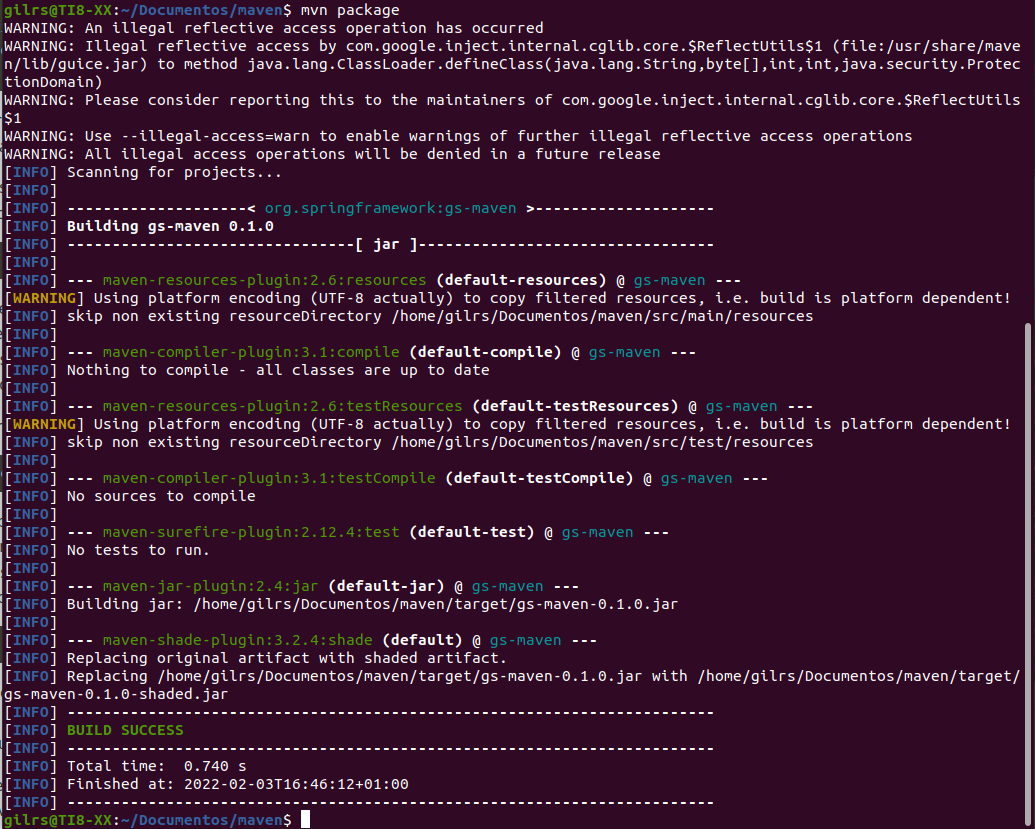 gilrs@TI8-XX:~/Documentos/maven$ mvn package
WARNING: An illegal reflective access operation has occurred
WARNING: Illegal reflective access by com.google.inject.internal.cglib.core.$ReflectUtils$1 (file:/usr/share/mave
n/lib/guice.jar) to method java.lang.ClassLoader.defineClass(java.lang.String,byte[],int,int,java.security.Protec
tionDomain)
WARNING: Please consider reporting this to the maintainers of com.google.inject.internal.cglib.core.$ReflectUtils
$1
WARNING: Use --illegal-access=warn to enable warnings of further illegal reflective access operations
WARNING: All illegal access operations will be denied in a future release
[INFO] Scanning for projects...
[INFO]
[INFO] --------------------< org.springframework:gs-maven >--------------------
[INFO] Building gs-maven 0.1.0
[INFO] --------------------------------[ jar ]---------------------------------
[INFO]
[INFO] --- maven-resources-plugin:2.6:resources (default-resources) @ gs-maven ---
[WARNING] Using platform encoding (UTF-8 actually) to copy filtered resources, i.e. build is platform dependent!
[INFO] skip non existing resourceDirectory /home/gilrs/Documentos/maven/src/main/resources
[INFO]
[INFO] --- maven-compiler-plugin:3.1:compile (default-compile) @ gs-maven ---
[INFO] Nothing to compile - all classes are up to date
[INFO]
[INFO] --- maven-resources-plugin:2.6:testResources (default-testResources) @ gs-maven ---
[WARNING] Using platform encoding (UTF-8 actually) to copy filtered resources, i.e. build is platform dependent!
[INFO] skip non existing resourceDirectory /home/gilrs/Documentos/maven/src/test/resources
[INFO]
[INFO] --- maven-compiler-plugin:3.1:testCompile (default-testCompile) @ gs-maven ---
[INFO] No sources to compile
[INFO]
[INFO] --- maven-surefire-plugin:2.12.4:test (default-test) @ gs-maven ---
[INFO] No tests to run.
[INFO]
[INFO] --- maven-jar-plugin:2.4:jar (default-jar) @ gs-maven ---
[INFO] Building jar: /home/gilrs/Documentos/maven/target/gs-maven-0.1.0.jar
[INFO]
[INFO] --- maven-shade-plugin:3.2.4:shade (default) @ gs-maven ---
[INFO] Replacing original artifact with shaded artifact.
[INFO] Replacing /home/gilrs/Documentos/maven/target/gs-maven-0.1.0.jar with /home/gilrs/Documentos/maven/target/
gs-maven-0.1.0-shaded.jar
[INFO] ------------------------------------------------------------------------
[INFO] BUILD SUCCESS
[INFO] ------------------------------------------------------------------------
[INFO] Total time:  0.740 s
[INFO] Finished at: 2022-02-03T16:46:12+01:00
[INFO] ------------------------------------------------------------------------
gilrs@TI8-XX:~/Documentos/maven$